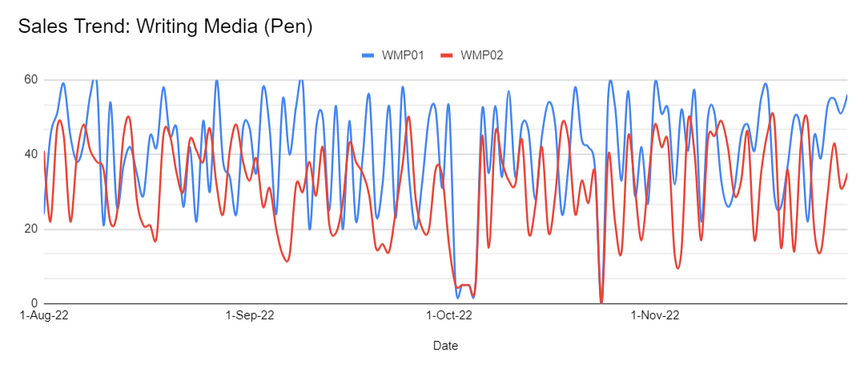 Sales Trend: Writing Media (Pen)
WMP01 WMP02
60
40
20
0
1-Aug-22 1-Sep-22 1-Oct-22 1-Nov-22
Date